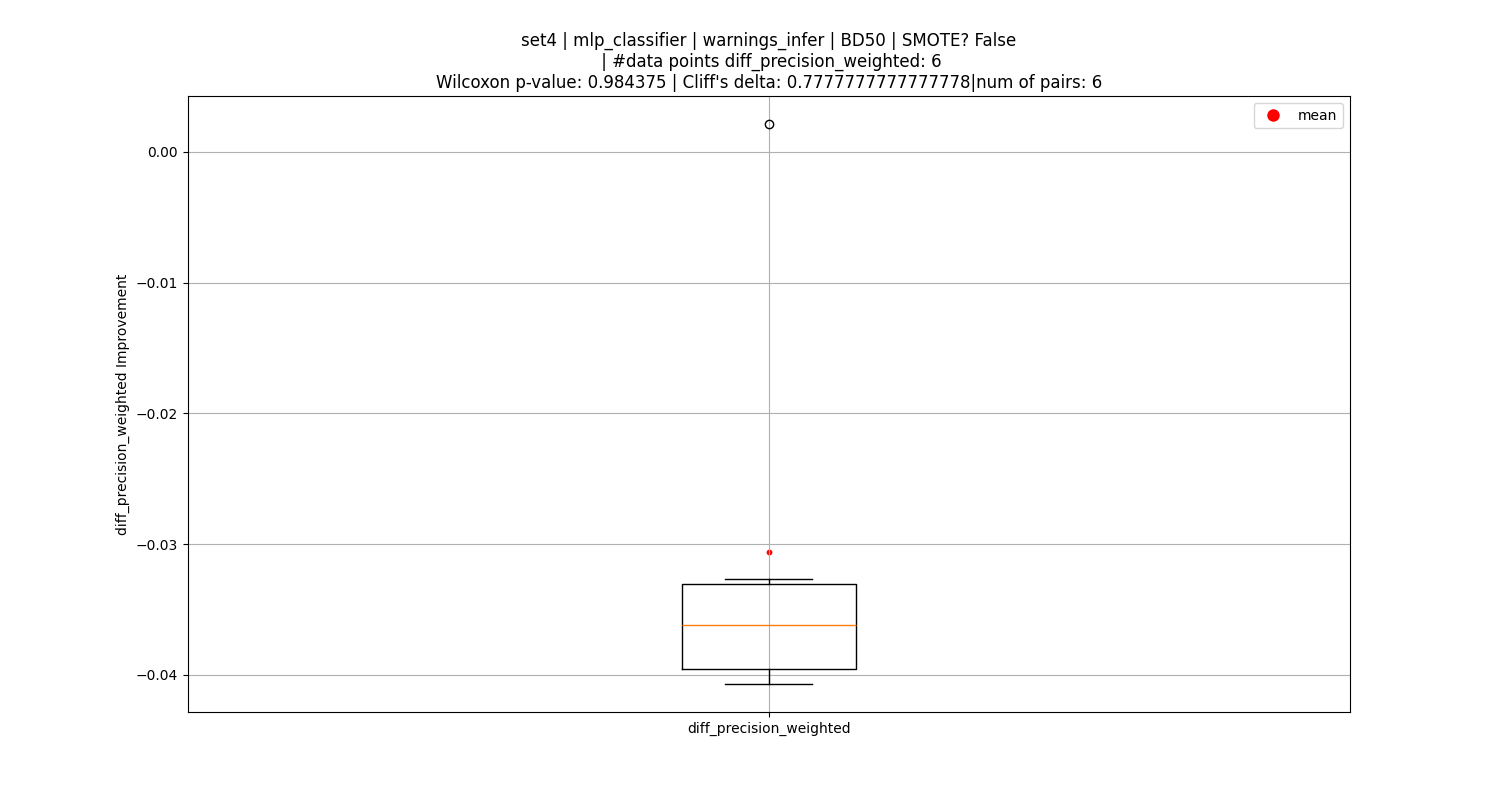 set4 | mlp_classifier | warnings_infer | BD50 | SMOTE? False
| #data points diff_precision_weighted: 6
Wilcoxon p-value: 0.984375 | Cliff's delta: 0.7777777777777778|num of pairs: 6
mean
0.00
−0.01
−0.02
−0.03
−0.04
diff_precision_weighted Improvement
diff_precision_weighted